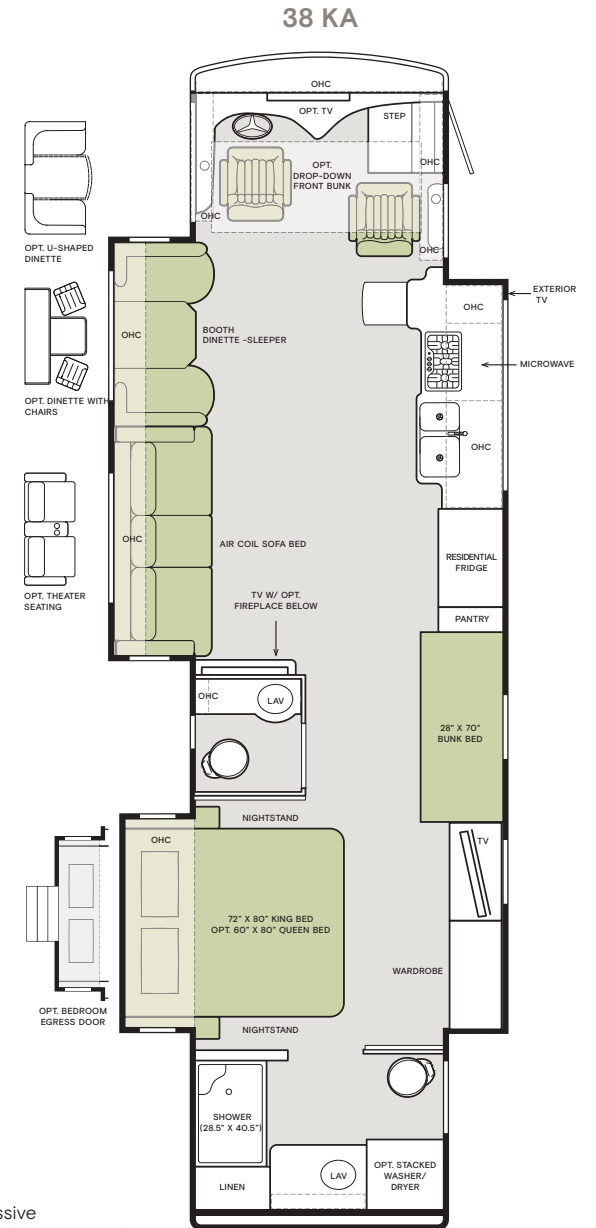 38 KA
OHC
OPT. TV
STEP
OPT.
DROP-DOWN
FRONT BUNK
OHC
OHC
OHC
OPT. U-SHAPED
DINETTE
EXTERIOR
TV
OHC
BOOTH
DINETTE -SLEEPER
OHC
MICROWAVE
OPT. DINETTE WITH
CHAIRS
OHC
AIR COIL SOFA BED
OHC
RESIDENTIAL
FRIDGE
OPT. THEATER
SEATING
TV W/ OPT.
FIREPLACE BELOW
PANTRY
OHC
LAV
28" X 70"
BUNK BED
NIGHTSTAND
OHC
TV
72" X 80" KING BED
OPT. 60" X 80" QUEEN BED
WARDROBE
OPT. BEDROOM
EGRESS DOOR
NIGHTSTAND
SHOWER
(28.5" X 40.5")
LINEN
LAV
OPT. STACKED
WASHER/
DRYER
ssive